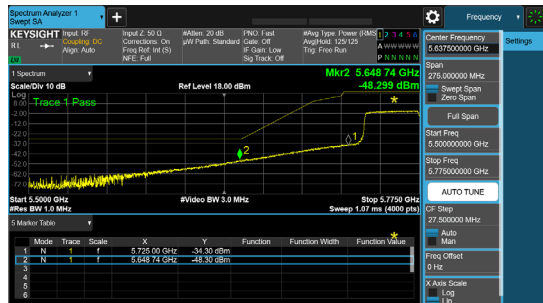 Spectrum Analyzer 1
Swept SA
Frequency
KEYSIGHT Input: RF Input Z: 50 Ω #Atten: 20 dB PNO: Fast #Avg Type: Power (RMS 1 2 3 4 5 6
RL Coupling: DC Corrections: On µW Path: Standard Gate: Off Avg|Hold: 125/125 A W W W W W
Align: Auto Freq Ref: Int (S) IF Gain: Low Trig: Free Run
NFE: Full Sig Track: Off P N N N N N
1 Spectrum
Scale/Div 10 dB Ref Level 18.00 dBm Mkr2 5.648 74 GHz
-48.299 dBm
Log
8.00
Trace 1 Pass
-2.00
-12.0
-22.0
-32.0
-42.0
-52.0
-62.0
-72.0
1
2
Start 5.5000 GHz #Video BW 3.0 MHz Stop 5.7750 GHz
#Res BW 1.0 MHz Sweep 1.07 ms (4000 pts)
5 Marker Table
Mode Trace Scale X Y Function Function Width Function Value
1 N 1 f 5.725 00 GHz -34.30 dBm
2 N 1 f 5.648 74 GHz -48.30 dBm
3
4
5
6
Center Frequency
5.637500000 GHz
Settings
Span
275.000000 MHz
Swept Span
Zero Span
Full Span
Start Freq
5.500000000 GHz
Stop Freq
5.775000000 GHz
AUTO TUNE
CF Step
27.500000 MHz
Auto
Man
Freq Offset
0 Hz
X Axis Scale
Log
Lin